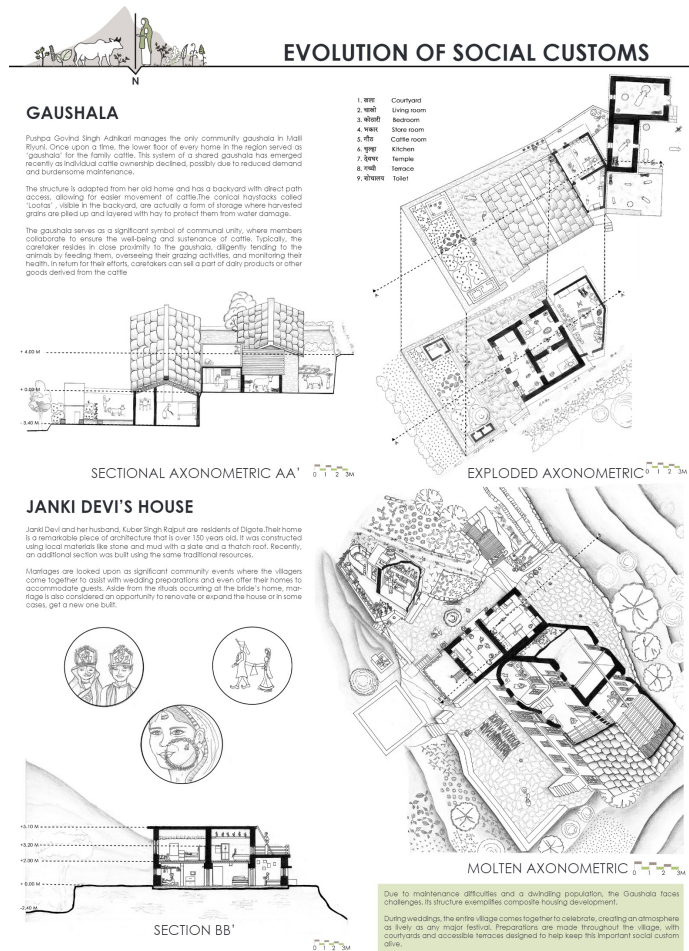 N
EVOLUTION OF SOCIAL CUSTOMS
GAUSHALA
Pushpa Govind Singh Adhikari manages the only community gaushala in Malli
Riyuni. Once upon a time, the lower floor of every home in the region served as
'gaushala' for the family cattle. This system of a shared gaushala has emerged
recently as individual cattle ownership declined, possibly due to reduced demand
and burdensome maintenance.
The structure is adapted from her old home and has a backyard with direct path
access, allowing for easier movement of cattle.The conical haystacks called
'Lootas' , visible in the backyard, are actually a form of storage where harvested
grains are piled up and layered with hay to protect them from water damage.
The gaushala serves as a significant symbol of communal unity, where members
collaborate to ensure the well-being and sustenance of cattle. Typically, the
caretaker resides in close proximity to the gaushala, diligently tending to the
animals by feeding them, overseeing their grazing activities, and monitoring their
health. In return for their efforts, caretakers can sell a part of dairy products or other
goods derived from the cattle
1. खला Courtyard
2. चाखो Living room
3. कोठारी Bedroom
4. भकार Store room
5. गौठ Cattle room
6. चुल्हा Kitchen
7. देवघर Temple
8. गच्ची Terrace
9. सोचालय Toilet
+ 4.00 M
+ 0.00 M
- 3.40 M
SECTIONAL AXONOMETRIC AA'
0 1 2 3M
A
A'
A
A'
EXPLODED AXONOMETRIC
0 1 2 3M
JANKI DEVI'S HOUSE
Janki Devi and her husband, Kuber Singh Rajput are residents of Digote.Their home
is a remarkable piece of architecture that is over 150 years old. It was constructed
using local materials like stone and mud with a slate and a thatch roof. Recently,
an additional section was built using the same traditional resources.
Marriages are looked upon as significant community events where the villagers
come together to assist with wedding preparations and even offer their homes to
accommodate guests. Aside from the rituals occurring at the bride's home, mar-
riage is also considered an opportunity to renovate or expand the house or in some
cases, get a new one built.
+5.10 M
+3.20 M
+2.00 M
+ 0.00 M
-2.40 M
SECTION BB'
0 1 2 3M
MOLTEN AXONOMETRIC
0 1 2 3M
Due to maintenance difficulties and a dwindling population, the Gaushala faces
challenges. Its structure exemplifies composite housing development.
During weddings, the entire village comes together to celebrate, creating an atmosphere
as lively as any major festival. Preparations are made throughout the village, with
courtyards and accessible terraces designed to help keep this important social custom
alive.